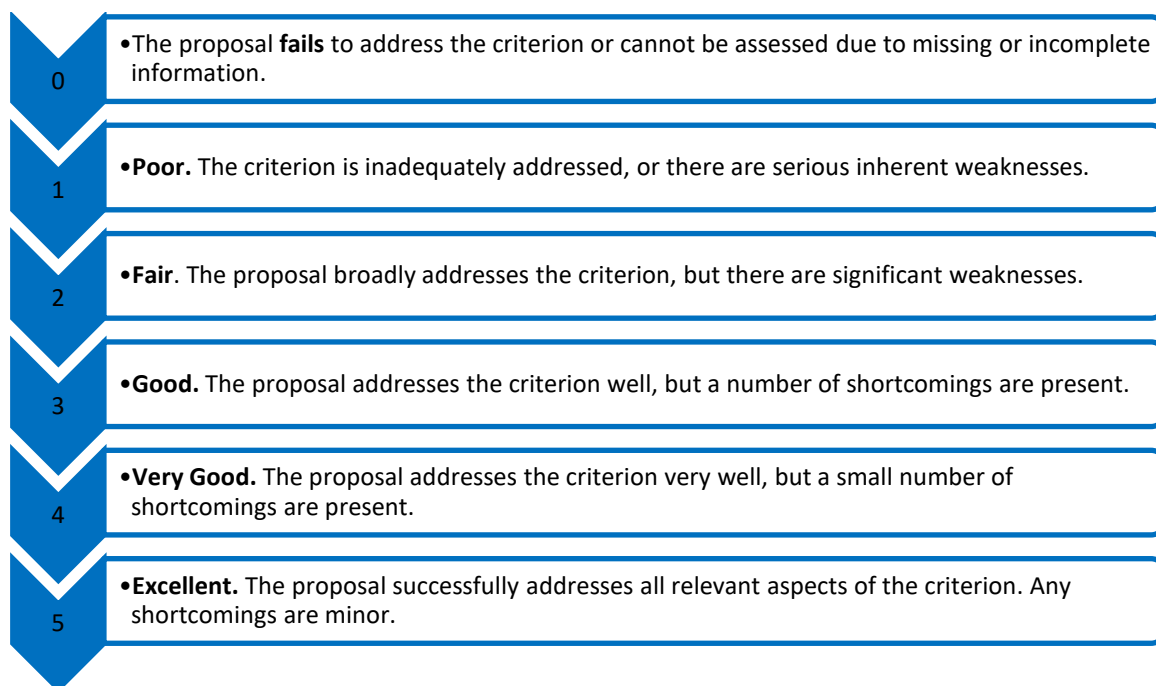 0
•The proposal fails to address the criterion or cannot be assessed due to missing or incomplete
information.
1
•Poor. The criterion is inadequately addressed, or there are serious inherent weaknesses.
2
•Fair. The proposal broadly addresses the criterion, but there are significant weaknesses.
3
•Good. The proposal addresses the criterion well, but a number of shortcomings are present.
4
•Very Good. The proposal addresses the criterion very well, but a small number of
shortcomings are present.
5
•Excellent. The proposal successfully addresses all relevant aspects of the criterion. Any
shortcomings are minor.